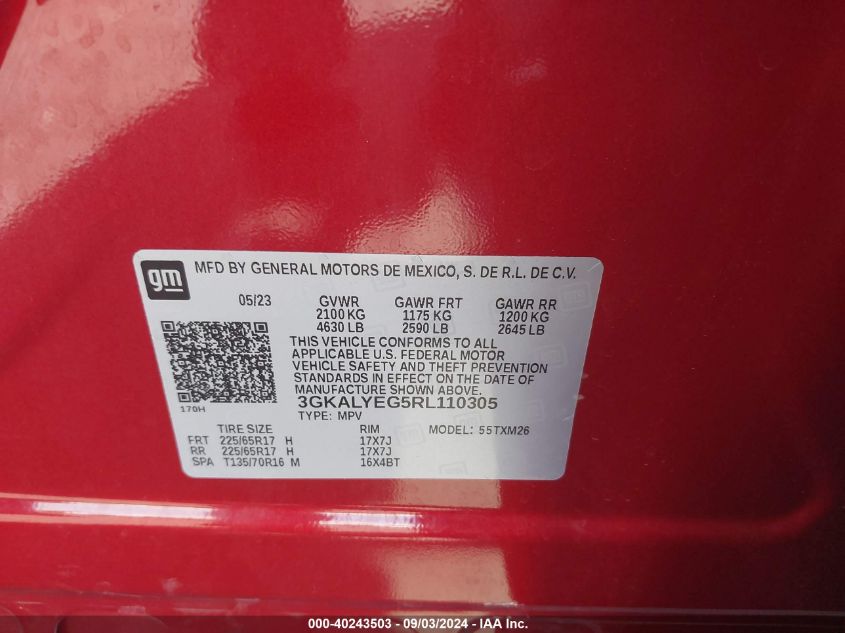 gm MFD BY GENERAL MOTORS DE MEXICO, S. DE R.L. DE C.V.
05/23 GVWR GAWR FRT GAWR RR
2100 KG 1175 KG 1200 KG
4630 LB 2590 LB 2645 LB
THIS VEHICLE CONFORMS TO ALL
APPLICABLE U.S. FEDERAL MOTOR
VEHICLE SAFETY AND THEFT PREVENTION
STANDARDS IN EFFECT ON THE DATE OF
MANUFACTURE SHOWN ABOVE.
170H 3GKALYEG5RL110305
TYPE: MPV MODEL: 55TXM26
TIRE SIZE RIM
FRT 225/65R17 H 17X7J
RR 225/65R17 H 17X7J
SPA T135/70R16 M 16X4BT
000-40243503 - 09/03/2024 - IAA Inc.